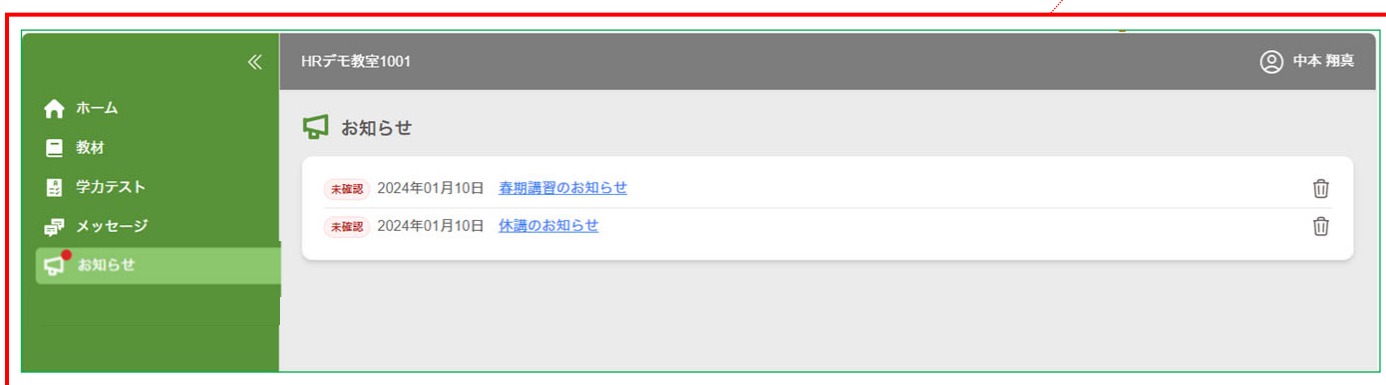 HRデモ教室1001
中本 翔真
ホーム
教材
学力テスト
メッセージ
お知らせ
お知らせ
未確認 2024年01月10日 春期講習のお知らせ
未確認 2024年01月10日 休講のお知らせ